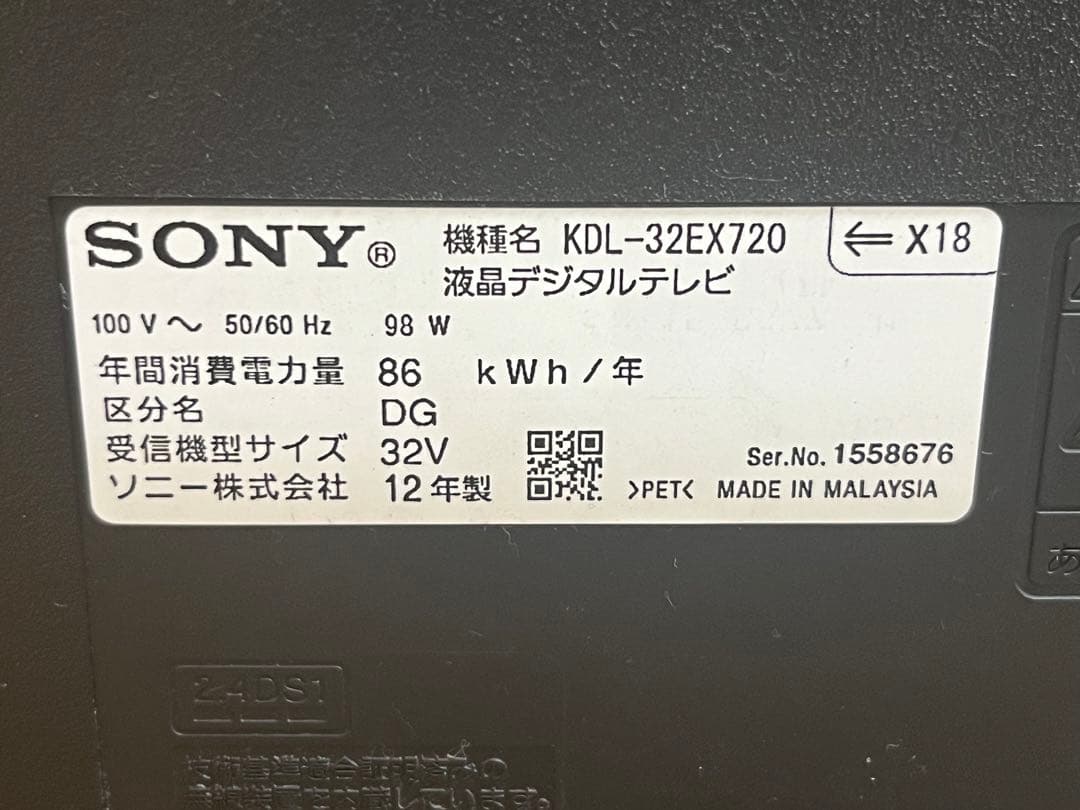 SONY® 機種名 KDL-32EX720 ⇐ X18
液晶デジタルテレビ
100 V ～ 50/60 Hz 98 W
年間消費電力量 86 kWh/年
区分名 DG
受信機型サイズ 32V
Ser.No. 1558676
ソニー株式会社 12年製 >PET< MADE IN MALAYSIA
あ
2.4DS1